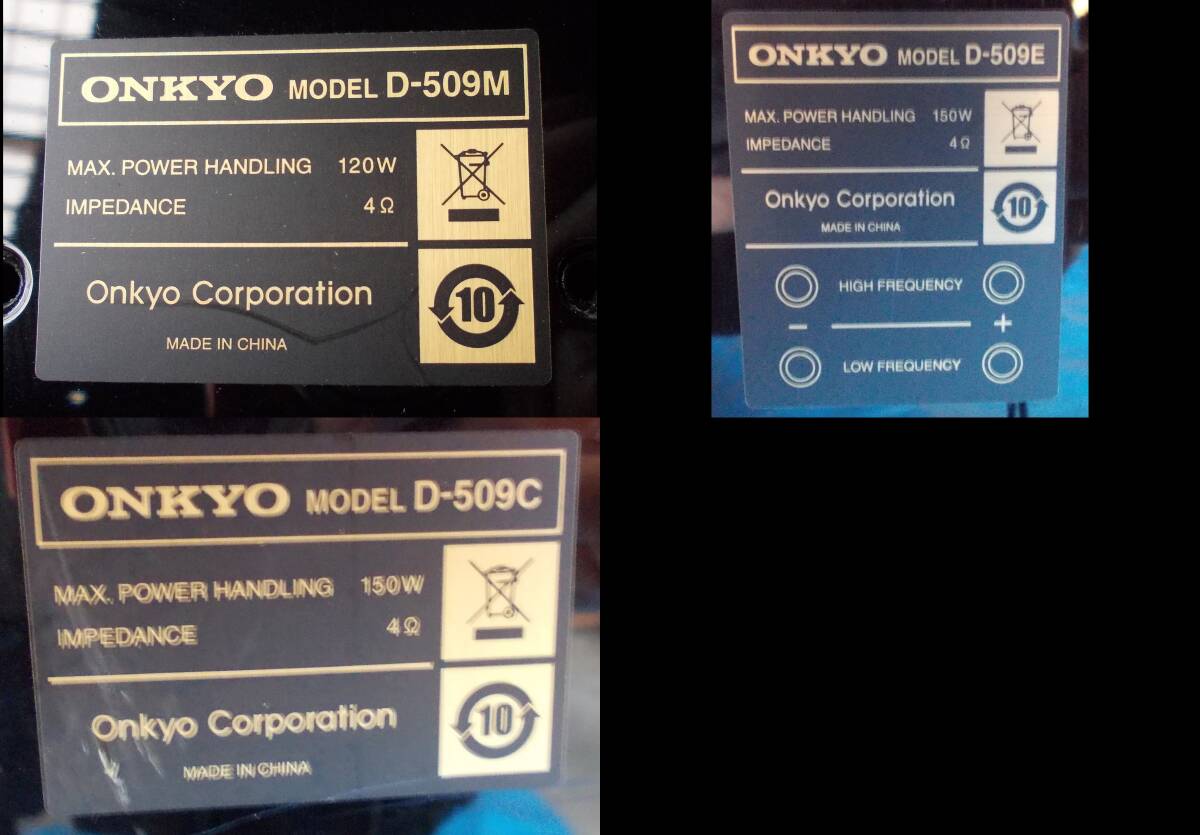 ONKYO MODEL D-509M
MAX. POWER HANDLING 120W
IMPEDANCE 4Ω
Onkyo Corporation
MADE IN CHINA
10
ONKYO MODEL D-509E
MAX. POWER HANDLING 150W
IMPEDANCE 4Ω
Onkyo Corporation
MADE IN CHINA
10
HIGH FREQUENCY
− +
LOW FREQUENCY
ONKYO MODEL D-509C
MAX. POWER HANDLING 150W
IMPEDANCE 4Ω
Onkyo Corporation
MADE IN CHINA
10